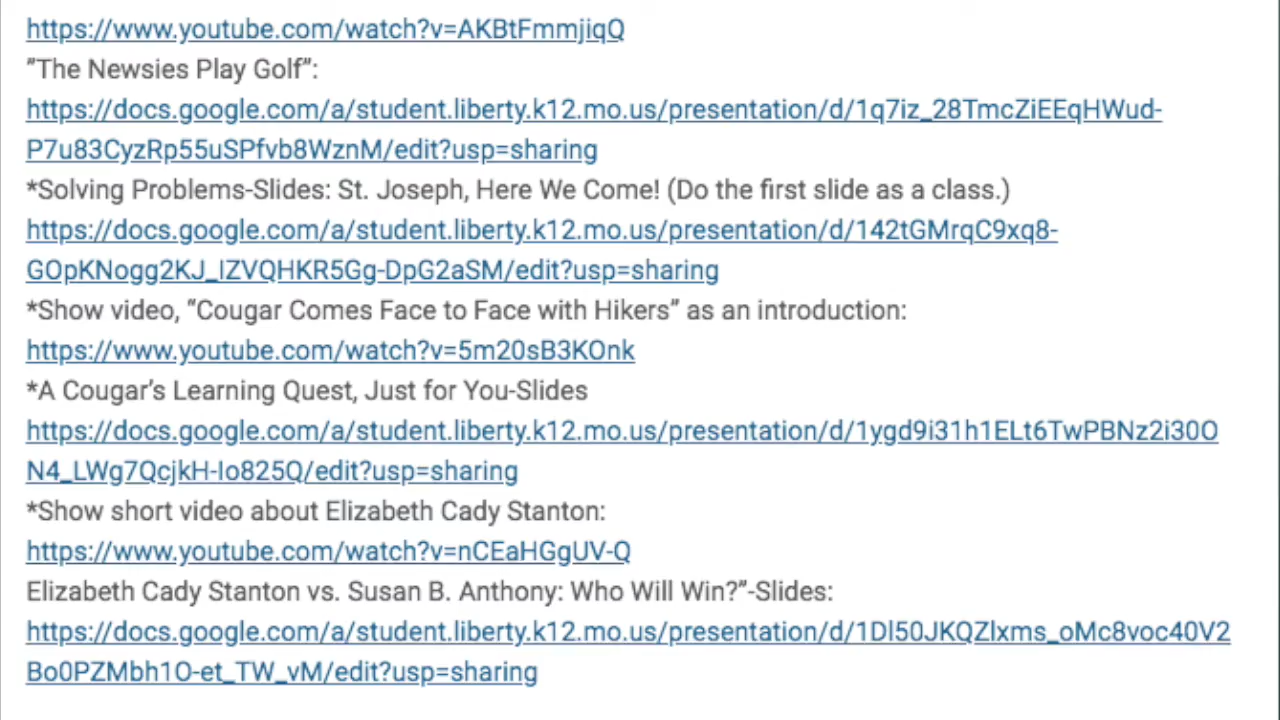 https://www.youtube.com/watch?v=AKBtFmmjiqQ
"The Newsies Play Golf":
https://docs.google.com/a/student.liberty.k12.mo.us/presentation/d/1q7iz_28TmcZiEEqHWud-
P7u83CyzRp55uSPfvb8WznM/edit?usp=sharing
*Solving Problems-Slides: St. Joseph, Here We Come! (Do the first slide as a class.)
https://docs.google.com/a/student.liberty.k12.mo.us/presentation/d/142tGMrqC9xq8-
GOpKNogg2KJ_IZVQHKR5Gg-DpG2aSM/edit?usp=sharing
*Show video, “Cougar Comes Face to Face with Hikers” as an introduction:
https://www.youtube.com/watch?v=5m20sB3KOnk
*A Cougar’s Learning Quest, Just for You-Slides
https://docs.google.com/a/student.liberty.k12.mo.us/presentation/d/1ygd9i31h1ELt6TwPBNz2i30O
N4_LWg7QcjkH-Io825Q/edit?usp=sharing
*Show short video about Elizabeth Cady Stanton:
https://www.youtube.com/watch?v=nCEaHGgUV-Q
Elizabeth Cady Stanton vs. Susan B. Anthony: Who Will Win?”-Slides:
https://docs.google.com/a/student.liberty.k12.mo.us/presentation/d/1Dl50JKQZlxms_oMc8voc40V2
Bo0PZMbh1O-et_TW_vM/edit?usp=sharing